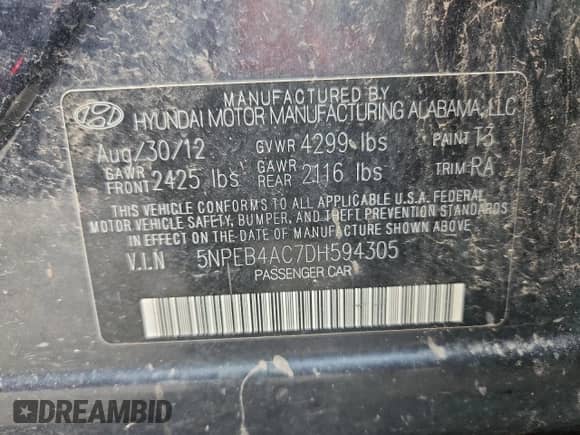 MANUFACTURED BY
HYUNDAI MOTOR MANUFACTURING ALABAMA, LLC
Aug/30/12 GVWR 4299 lbs PAINT T3
GAWR FRONT 2425 lbs GAWR REAR 2116 lbs TRIM RA
THIS VEHICLE CONFORMS TO ALL APPLICABLE U.S.A. FEDERAL
MOTOR VEHICLE SAFETY, BUMPER, AND THEFT PREVENTION STANDARDS
IN EFFECT ON THE DATE OF MANUFACTURE SHOWN ABOVE.
V.I.N 5NPEB4AC7DH594305
PASSENGER CAR
DREAMBID